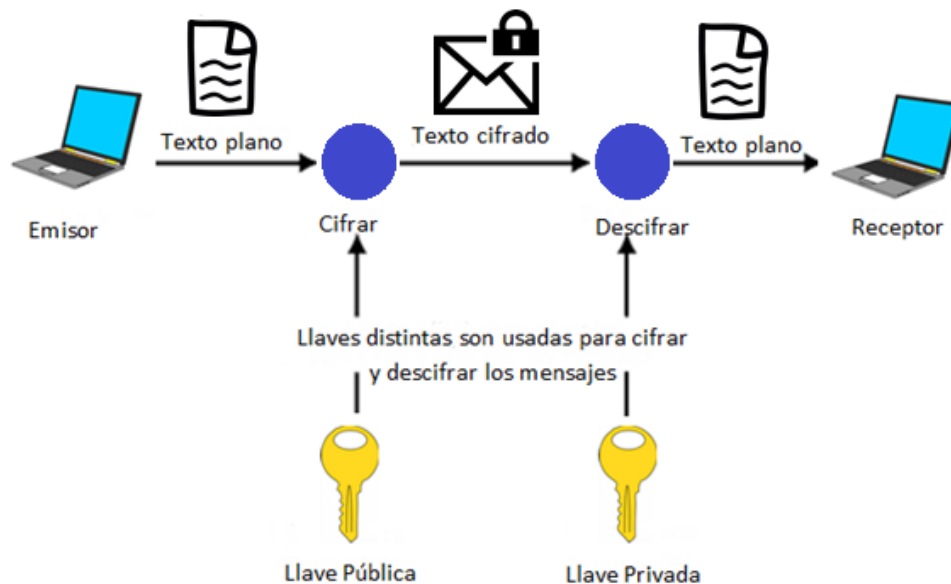 Texto plano
Texto cifrado
Texto plano
Emisor
Cifrar
Descifrar
Receptor
Llaves distintas son usadas para cifrar
y descifrar los mensajes
Llave Pública
Llave Privada